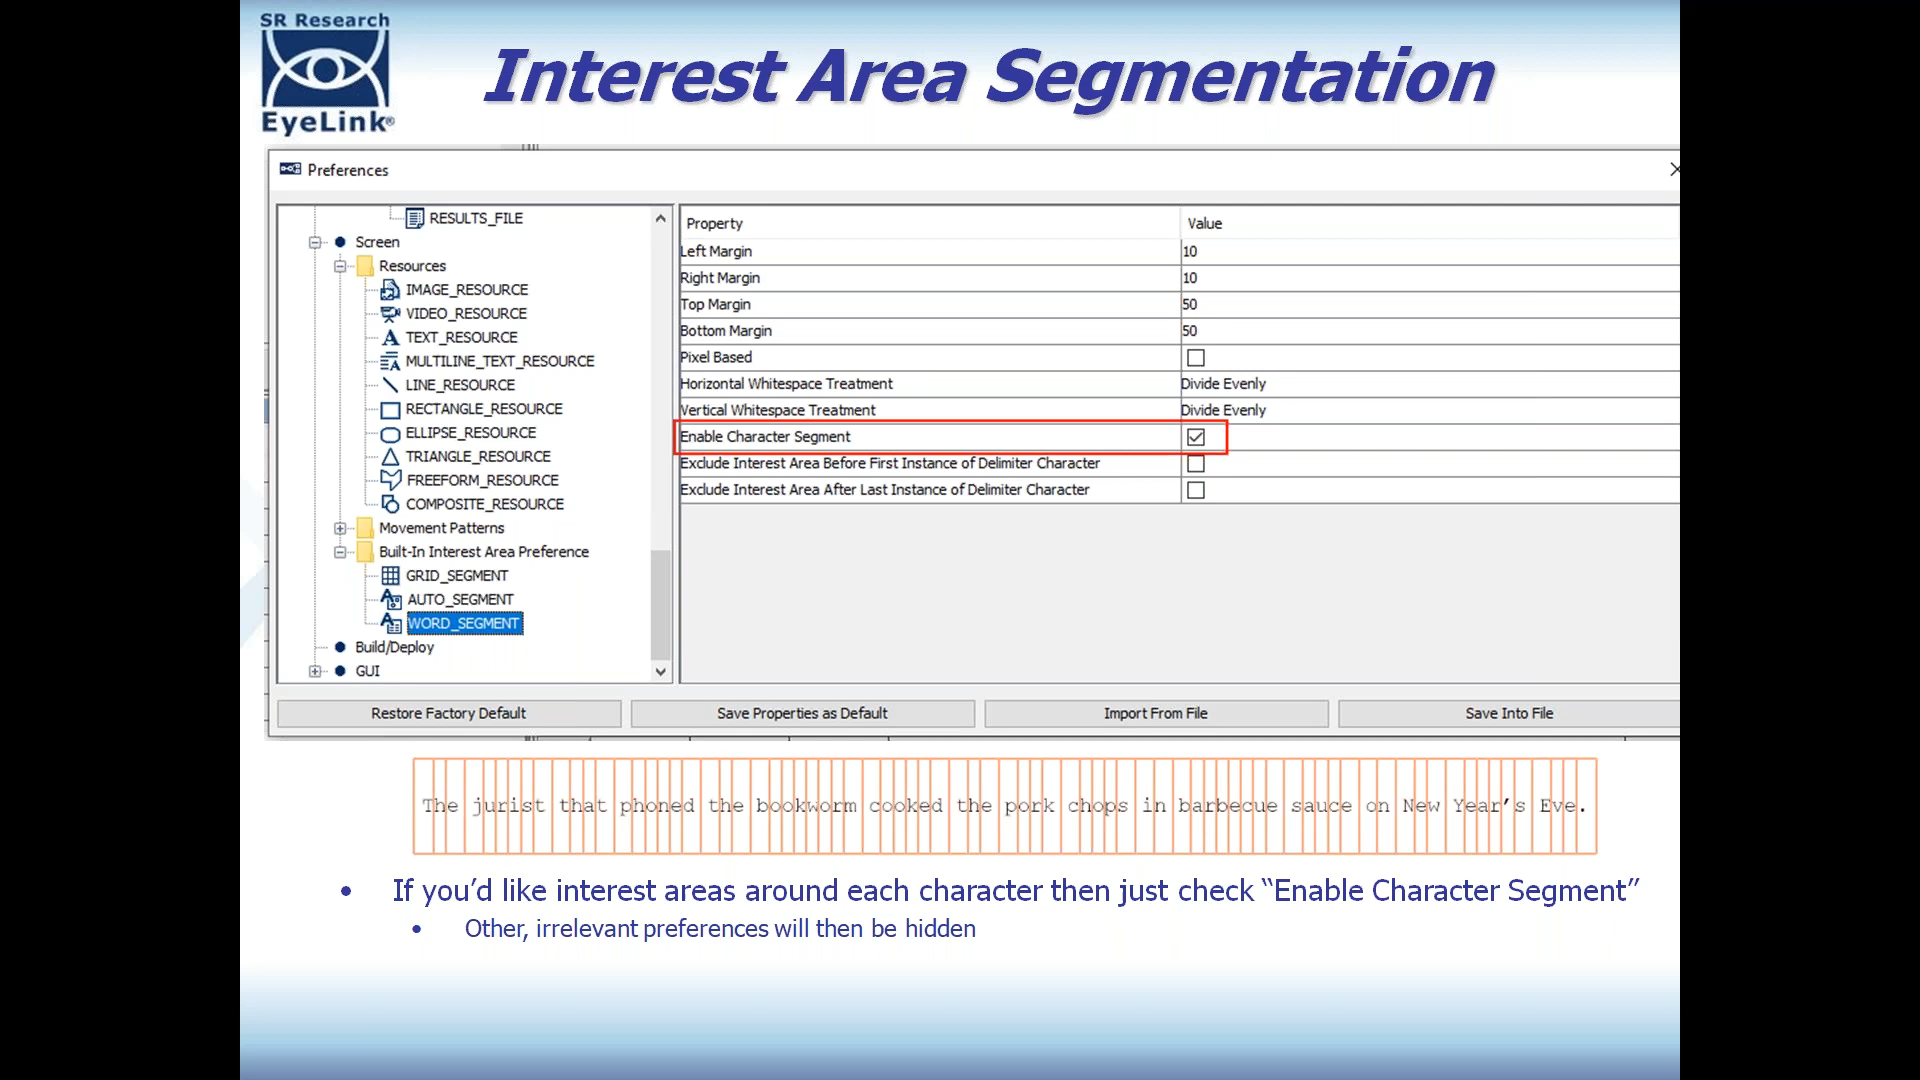 SR Research
EyeLink®
Interest Area Segmentation
Preferences
RESULTS_FILE
Screen
Resources
IMAGE_RESOURCE
VIDEO_RESOURCE
TEXT_RESOURCE
MULTILINE_TEXT_RESOURCE
LINE_RESOURCE
RECTANGLE_RESOURCE
ELLIPSE_RESOURCE
TRIANGLE_RESOURCE
FREEFORM_RESOURCE
COMPOSITE_RESOURCE
Movement Patterns
Built-In Interest Area Preference
GRID_SEGMENT
AUTO_SEGMENT
WORD_SEGMENT
Build/Deploy
GUI
Property Value
Left Margin 10
Right Margin 10
Top Margin 50
Bottom Margin 50
Pixel Based
Horizontal Whitespace Treatment Divide Evenly
Vertical Whitespace Treatment Divide Evenly
Enable Character Segment
Exclude Interest Area Before First Instance of Delimiter Character
Exclude Interest Area After Last Instance of Delimiter Character
Restore Factory Default Save Properties as Default Import From File Save Into File
The jurist that phoned the bookworm cooked the pork chops in barbecue sauce on New Year’s Eve.
• If you’d like interest areas around each character then just check “Enable Character Segment”
• Other, irrelevant preferences will then be hidden